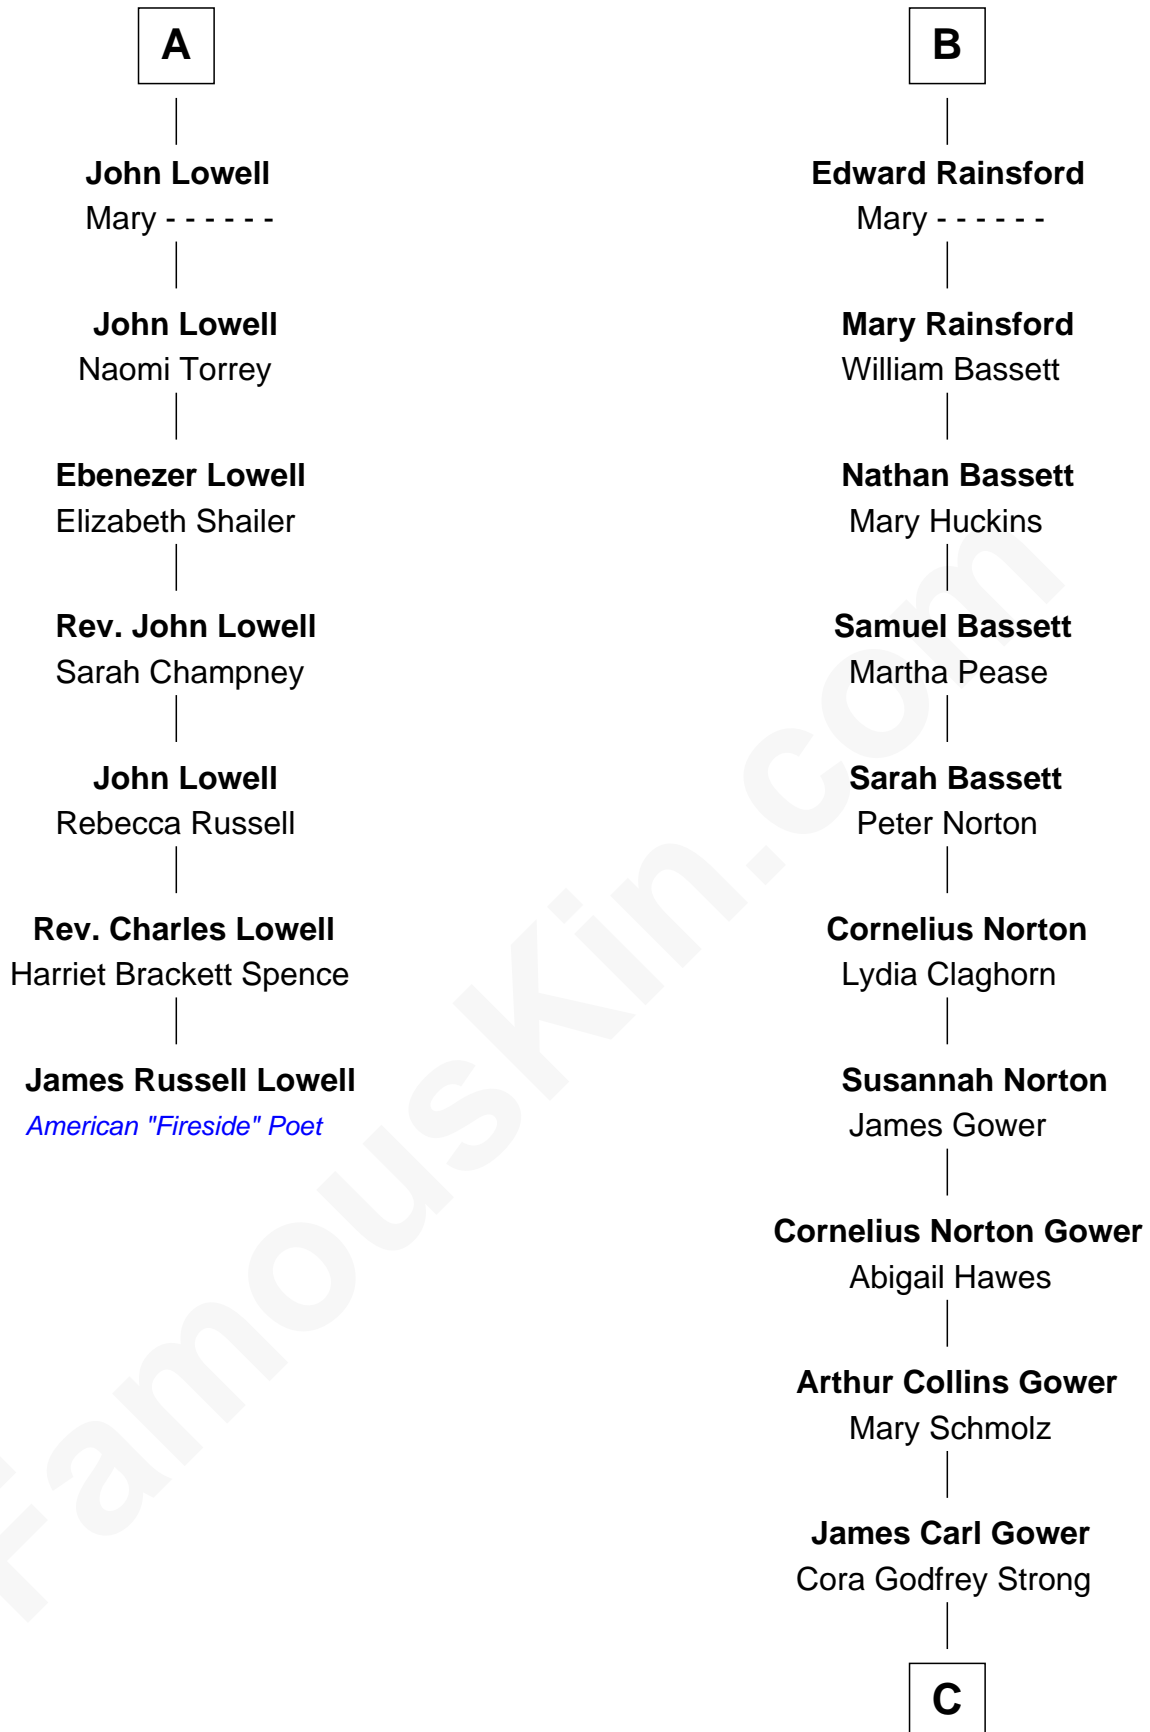 A
John Lowell
Mary - - - - - -
John Lowell
Naomi Torrey
Ebenezer Lowell
Elizabeth Shailer
Rev. John Lowell
Sarah Champney
John Lowell
Rebecca Russell
Rev. Charles Lowell
Harriet Brackett Spence
James Russell Lowell
American "Fireside" Poet
B
Edward Rainsford
Mary - - - - - -
Mary Rainsford
William Bassett
Nathan Bassett
Mary Huckins
Samuel Bassett
Martha Pease
Sarah Bassett
Peter Norton
Cornelius Norton
Lydia Claghorn
Susannah Norton
James Gower
Cornelius Norton Gower
Abigail Hawes
Arthur Collins Gower
Mary Schmolz
James Carl Gower
Cora Godfrey Strong
C
FamousKin.com